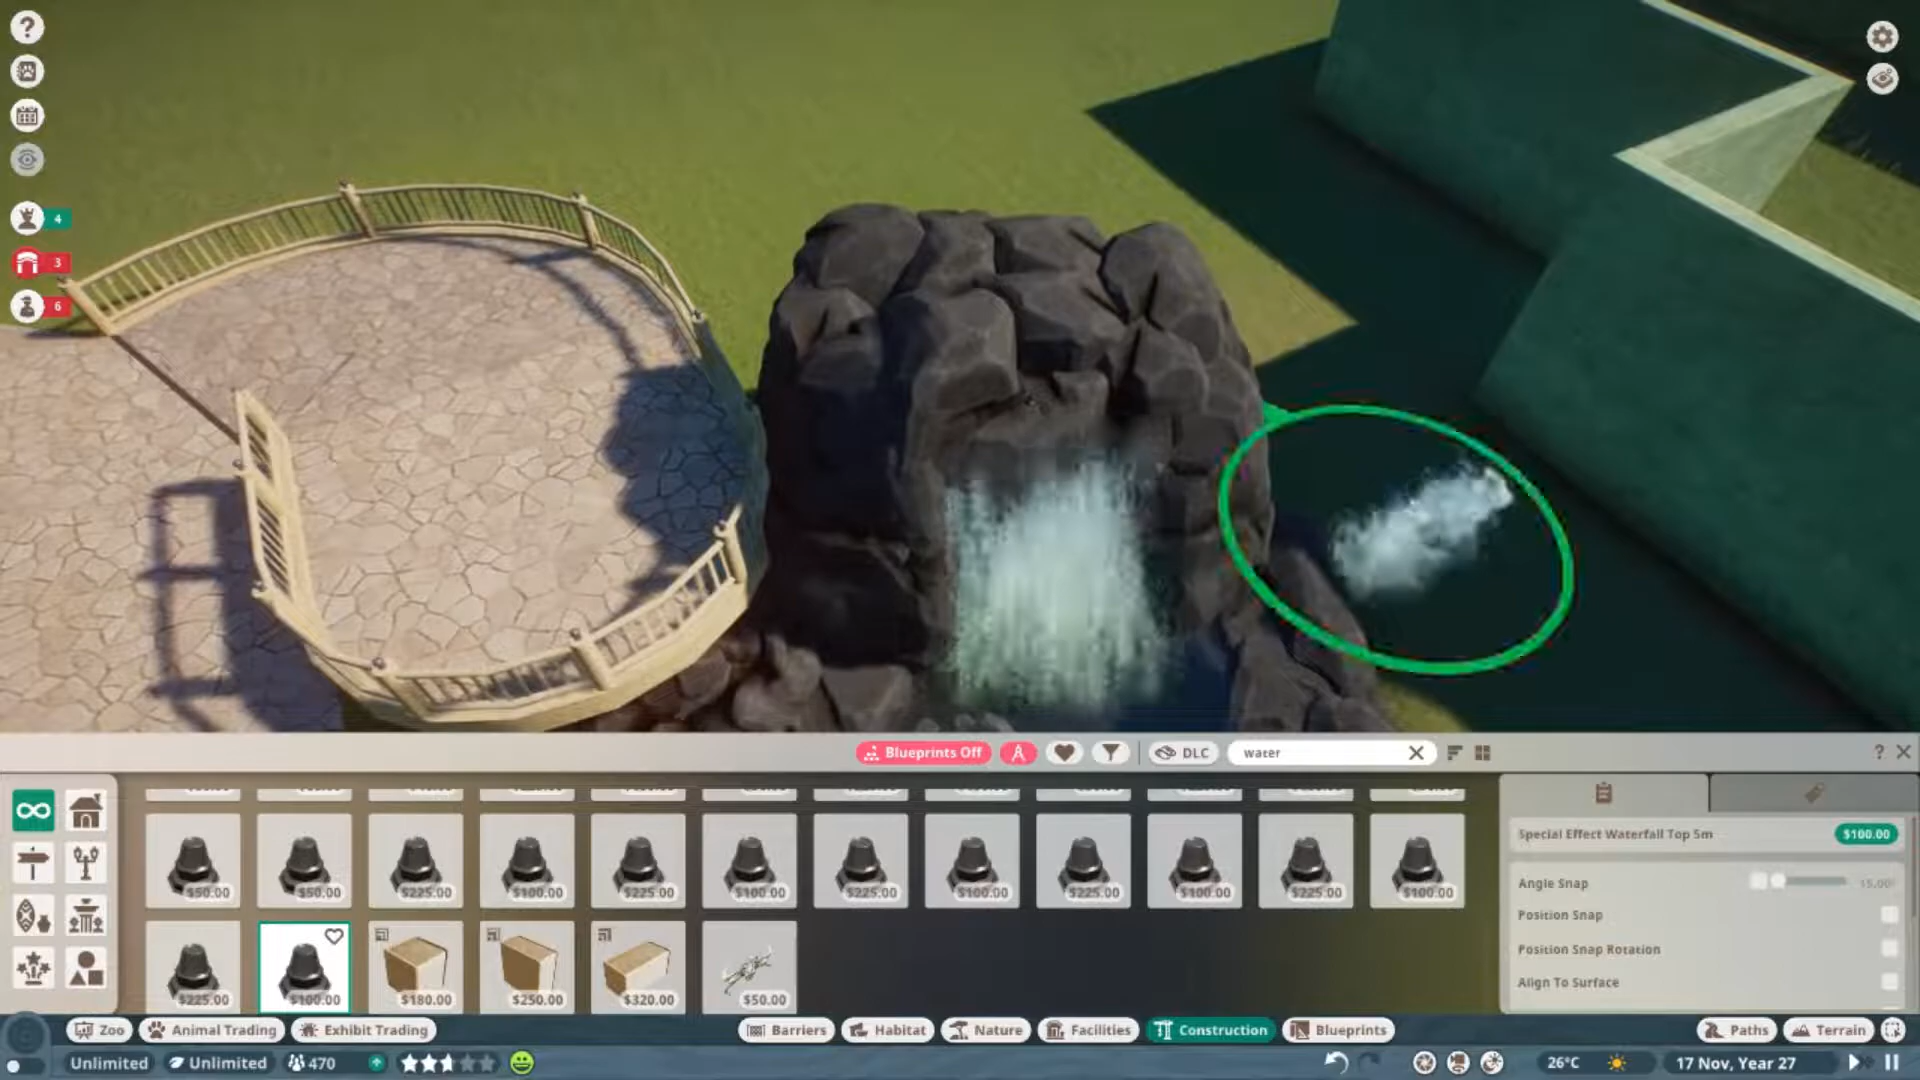 ?
4
3
6
Blueprints Off
DLC
water
?
$50.00 $50.00 $225.00 $100.00 $225.00 $100.00 $225.00 $100.00 $225.00 $100.00 $225.00 $100.00
$225.00 $100.00 $180.00 $250.00 $320.00 $50.00
Special Effect Waterfall Top 5m $100.00
Angle Snap
Position Snap
Position Snap Rotation
Align To Surface
Zoo Animal Trading Exhibit Trading Barriers Habitat Nature Facilities Construction Blueprints Paths Terrain
Unlimited Unlimited 470 26°C 17 Nov, Year 27